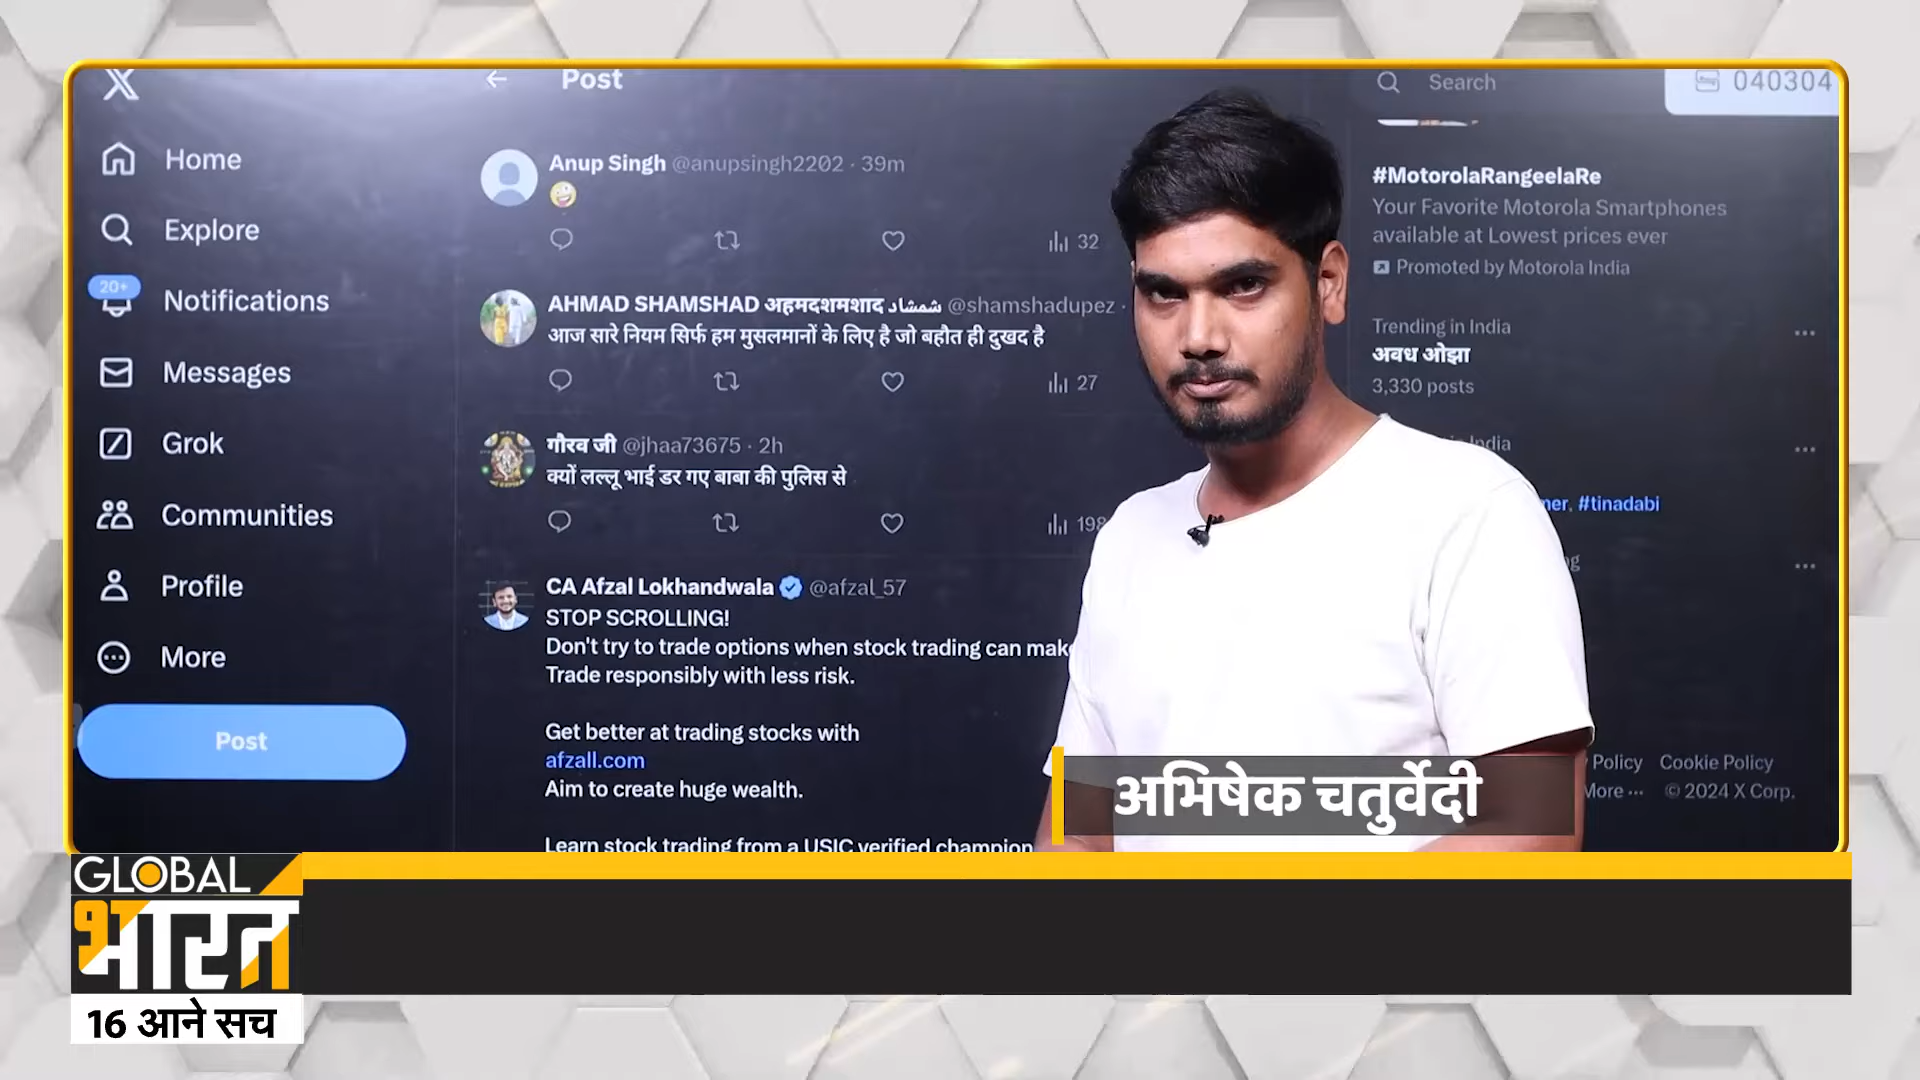 Home
Explore
20+
Notifications
Messages
Grok
Communities
Profile
More
Post
Post
Anup Singh @anupsingh2202 · 39m
32
AHMAD SHAMSHAD अहमदशमशाद شمشاد @shamshadupez ·
आज सारे नियम सिर्फ हम मुसलमानों के लिए है जो बहौत ही दुखद है
27
गौरव जी @jhaa73675 · 2h
क्यों लल्लू भाई डर गए बाबा की पुलिस से
198
CA Afzal Lokhandwala @afzal_57
STOP SCROLLING!
Don't try to trade options when stock trading can make
Trade responsibly with less risk.
Get better at trading stocks with
afzall.com
Aim to create huge wealth.
Learn stock trading from a USIC verified champion
Search
040304
#MotorolaRangeelaRe
Your Favorite Motorola Smartphones
available at Lowest prices ever
Promoted by Motorola India
Trending in India
अवध ओझा
3,330 posts
India
#tinadabi
Policy Cookie Policy
More ··· © 2024 X Corp.
अभिषेक चतुर्वेदी
GLOBAL
भारत
16 आने सच